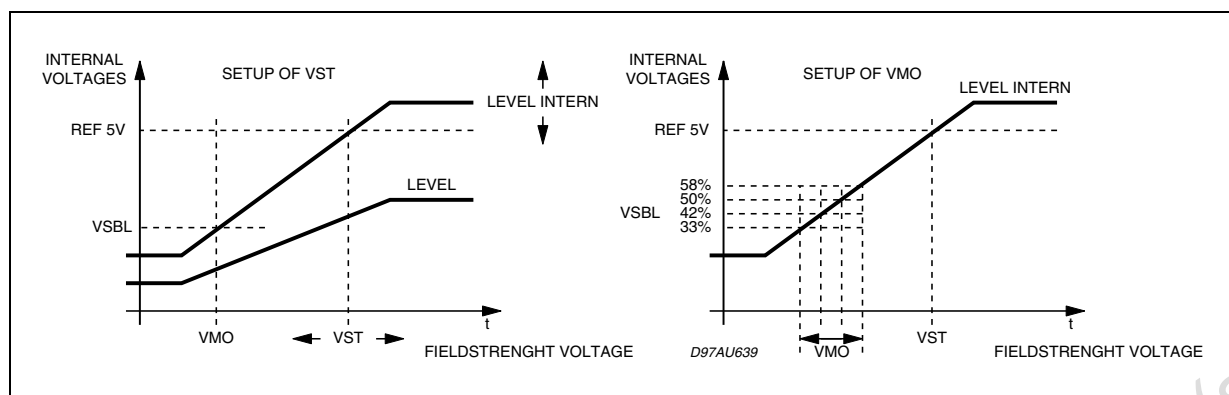 INTERNAL
VOLTAGES
SETUP OF VST
LEVEL INTERN
REF 5V
LEVEL
VSBL
t
VMO
VST
FIELDSTRENGHT VOLTAGE
INTERNAL
VOLTAGES
SETUP OF VMO
LEVEL INTERN
REF 5V
58%
50%
VSBL
42%
33%
t
D97AU639
VMO
VST
FIELDSTRENGHT VOLTAGE